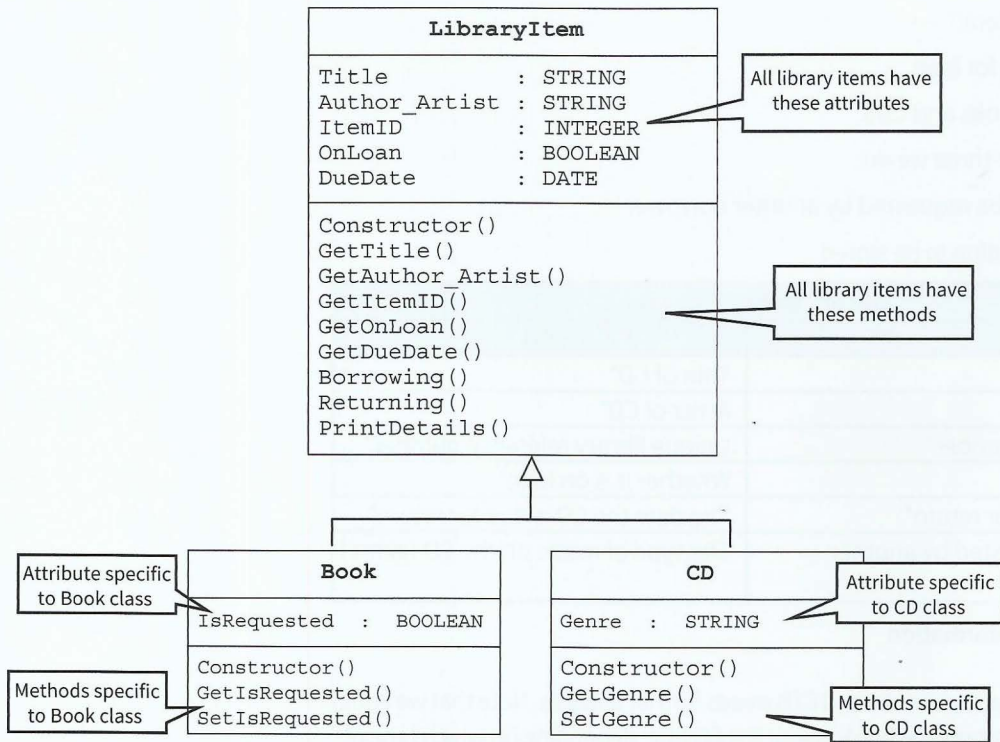 LibraryItem
Title : STRING
Author_Artist : STRING
ItemID : INTEGER
OnLoan : BOOLEAN
DueDate : DATE
All library items have
these attributes
Constructor()
GetTitle()
GetAuthor_Artist()
GetItemID()
GetOnLoan()
GetDueDate()
Borrowing()
Returning()
PrintDetails()
All library items have
these methods
Book
IsRequested : BOOLEAN
Attribute specific
to Book class
Constructor()
GetIsRequested()
SetIsRequested()
Methods specific
to Book class
CD
Genre : STRING
Attribute specific
to CD class
Constructor()
GetGenre()
SetGenre()
Methods specific
to CD class